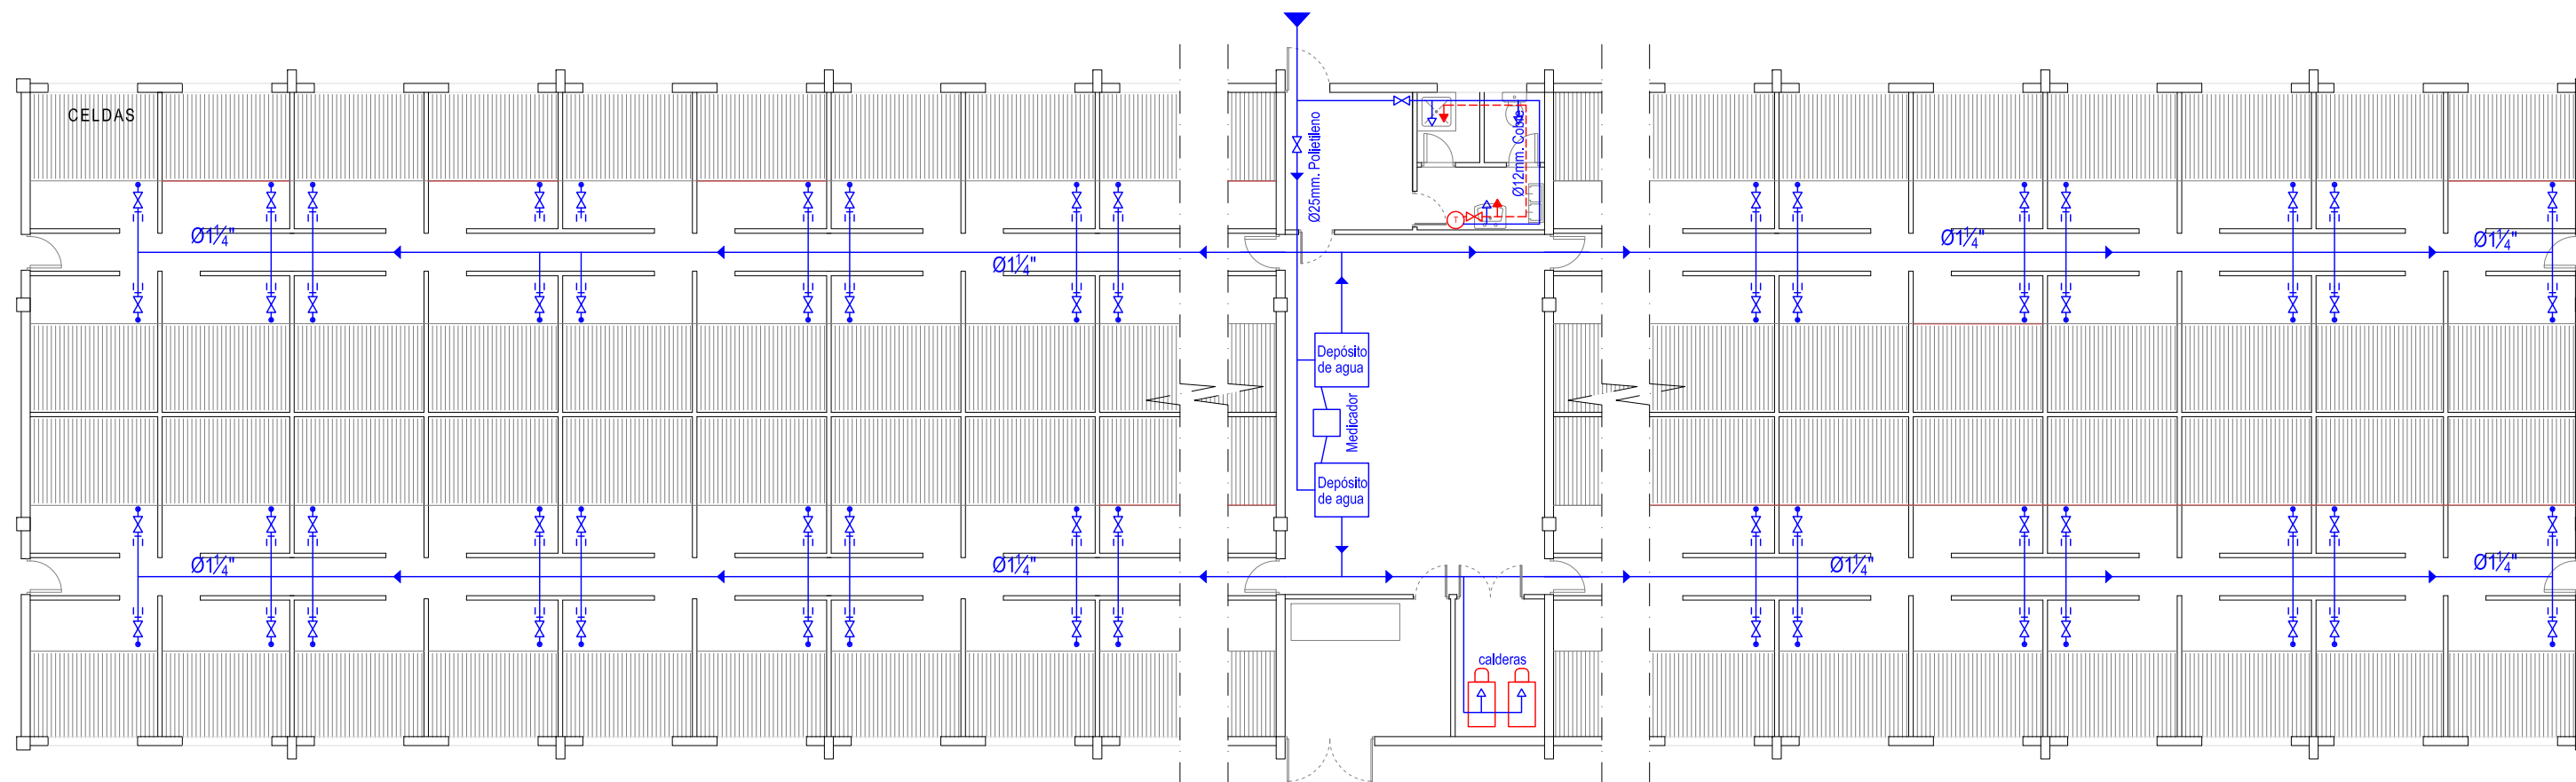 CELDAS
Ø25mm. Polietileno
Ø12mm. Cobre
T
Ø1¼"
Ø1¼"
Ø1¼"
Ø1¼"
Depósito
de agua
Medicador
Depósito
de agua
Ø1¼"
Ø1¼"
Ø1¼"
Ø1¼"
calderas